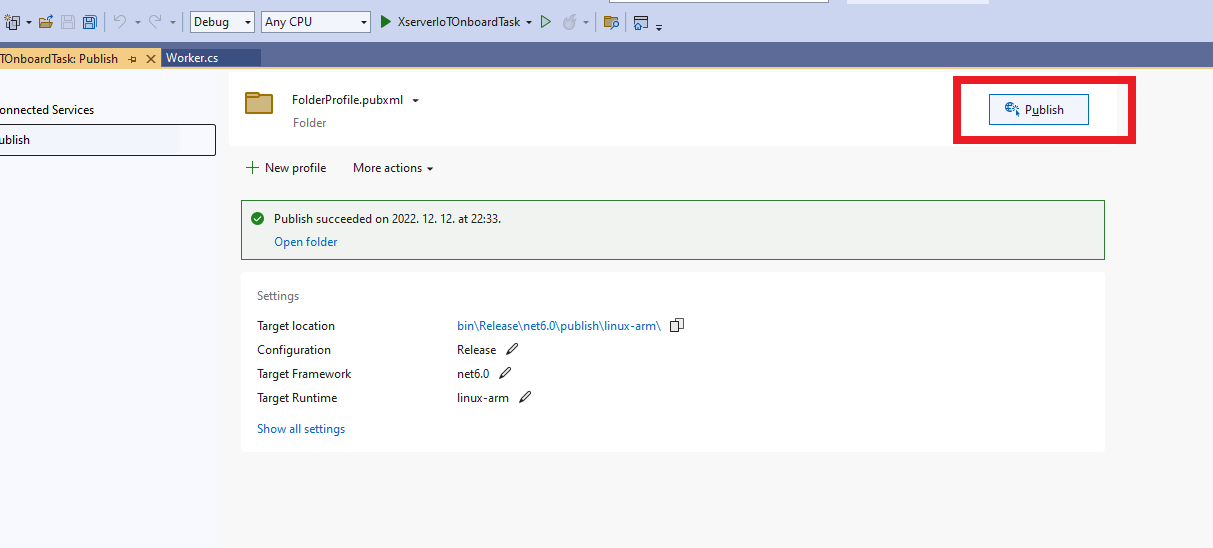 Debug Any CPU XserverIoTOnboardTask
TOnboardTask: Publish Worker.cs
onnected Services
ublish
FolderProfile.pubxml
Folder
Publish
New profile More actions
Publish succeeded on 2022. 12. 12. at 22:33.
Open folder
Settings
Target location bin\Release\net6.0\publish\linux-arm\
Configuration Release
Target Framework net6.0
Target Runtime linux-arm
Show all settings